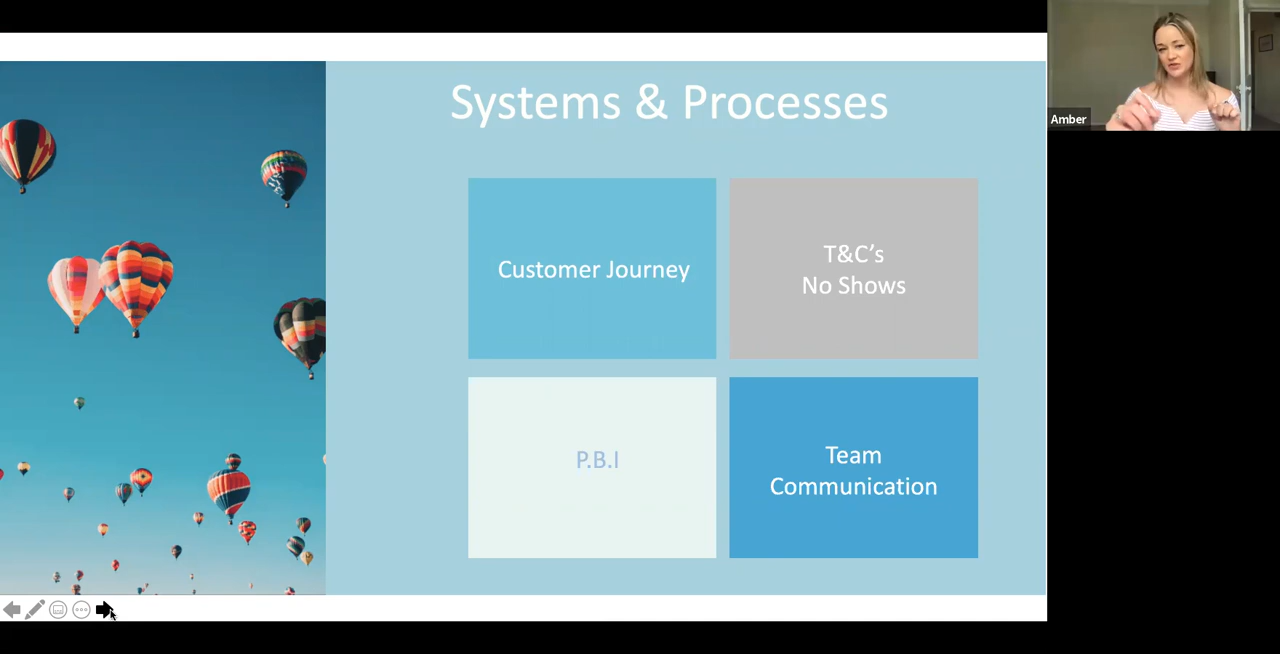 Systems & Processes
Customer Journey
T&C's
No Shows
P.B.I
Team
Communication
Amber